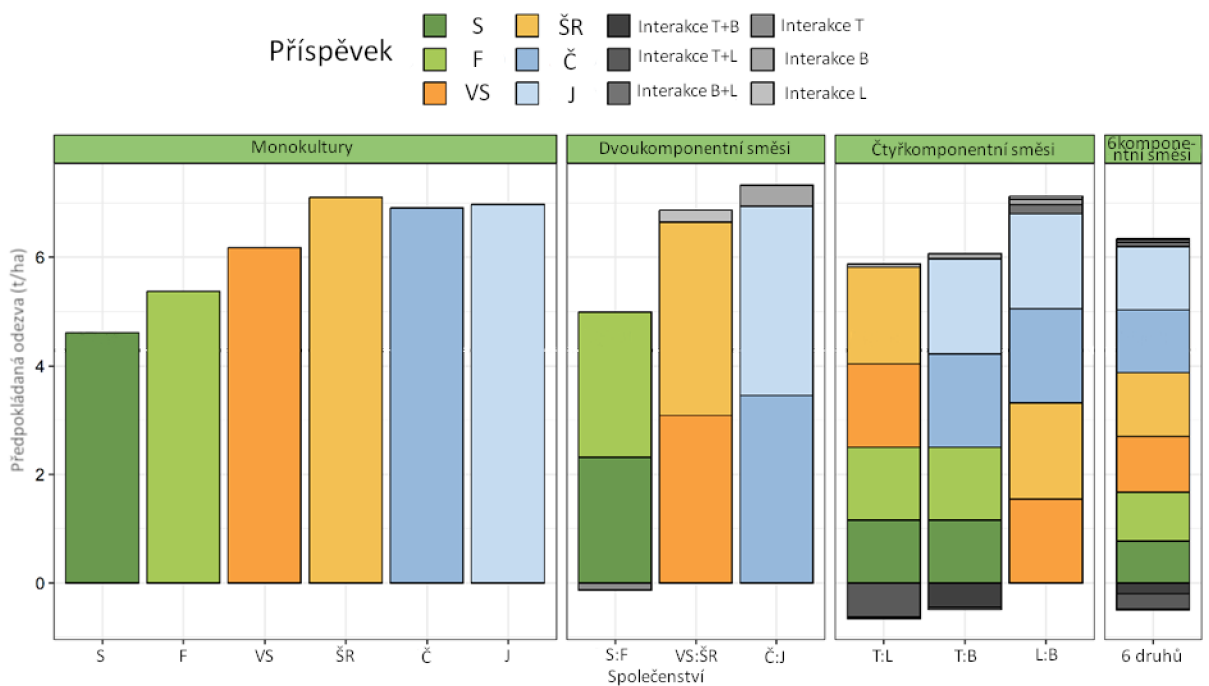 Příspěvek
S
ŠR
Interakce T+B
Interakce T
F
Č
Interakce T+L
Interakce B
VS
J
Interakce B+L
Interakce L
Monokultury
Dvoukomponentní směsi
Čtyřkomponentní směsi
6kompone-
ntní směsi
Předpokládaná odezva (t/ha)
6
4
2
0
S
F
VS
ŠR
Č
J
S:F
VS:ŠR
Č:J
T:L
T:B
L:B
6 druhů
Společenství